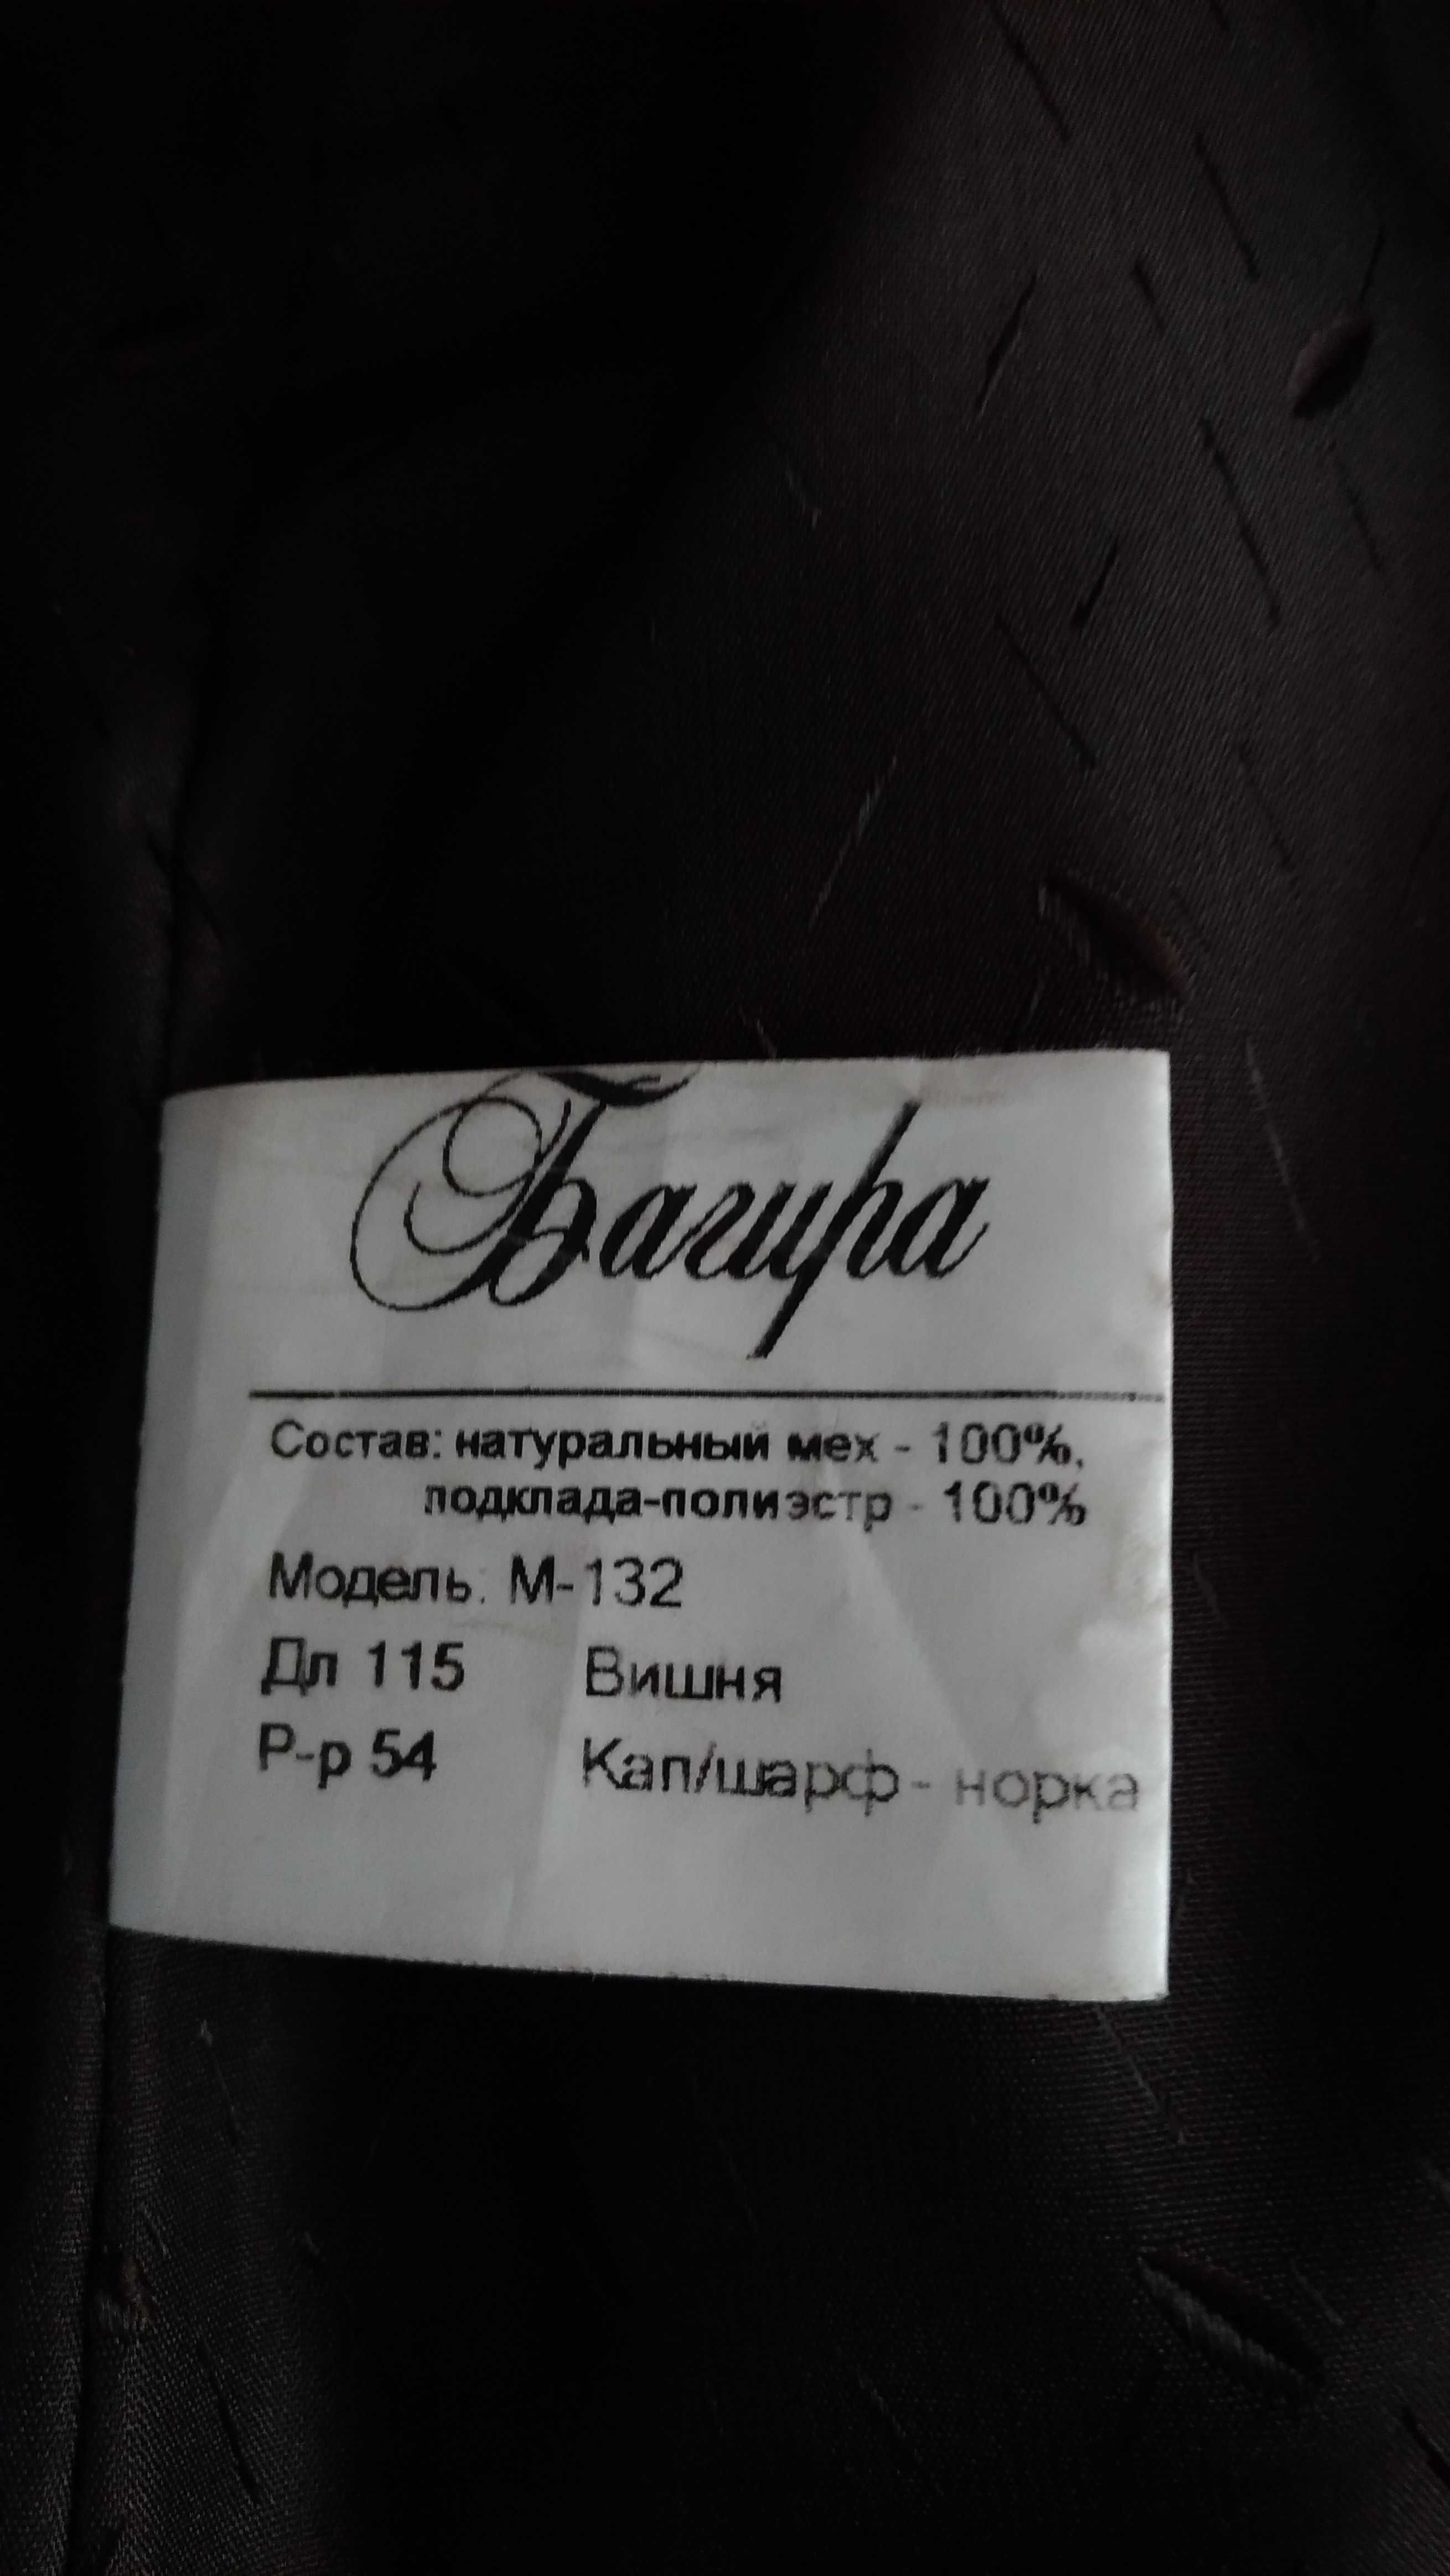 Багира
Состав: натуральный мех - 100%,
подклада-полиэстр - 100%
Модель: М-132
Дл 115 Вишня
Р-р 54 Кап/шарф - норка